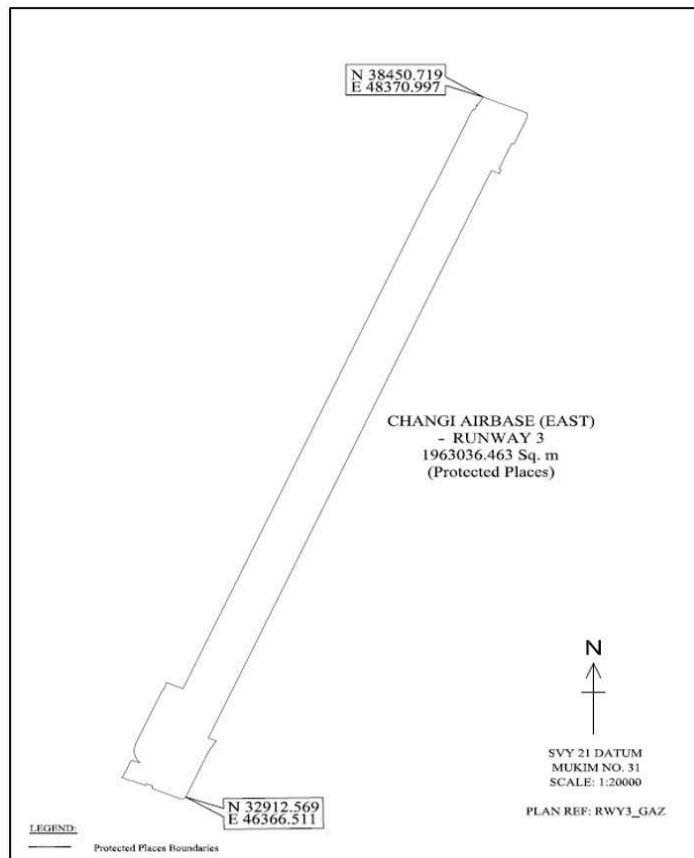 N 38450.719
E 48370.997
CHANGI AIRBASE (EAST)
- RUNWAY 3
1963036.463 Sq. m
(Protected Places)
N
SVY 21 DATUM
MUKIM NO. 31
SCALE: 1:20000
PLAN REF: RWY3_GAZ
N 32912.569
E 46366.511
LEGEND:
Protected Places Boundaries